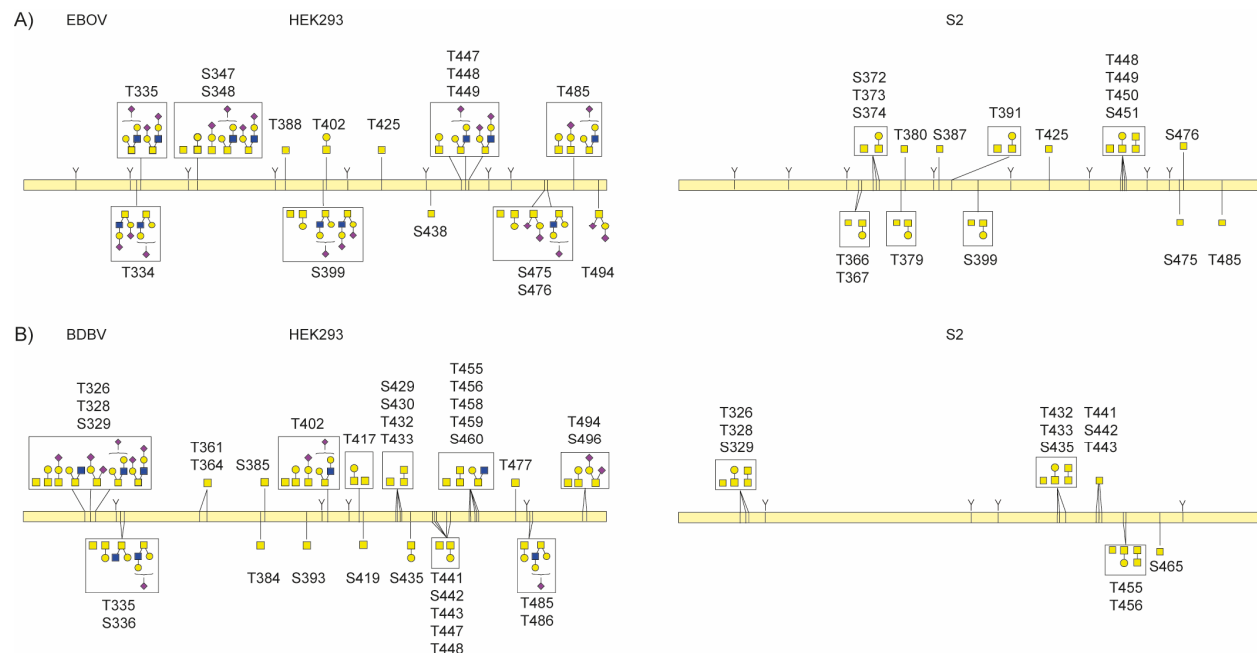 A) EBOV HEK293 S2
T335
S347
S348
T388
T402
T425
T447
T448
T449
T485
Y Y Y Y Y Y Y
T334
S399
S438
S475
S476
T494
S372
T373
S374
T380
S387
T391
T425
T448
T449
T450
S451
S476
Y Y Y Y Y Y Y Y
T366
T367
T379
S399
S475
T485
B) BDBV HEK293 S2
T326
T328
S329
T361
T364
S385
T402
T417
S429
S430
T432
T433
T455
T456
T458
T459
S460
T477
T494
S496
Y Y Y Y
T335
S336
T384
S393
S419
S435
T441
S442
T443
T447
T448
T485
T486
T326
T328
S329
T432
T433
S435
T441
S442
T443
Y Y Y Y
T455
T456
S465